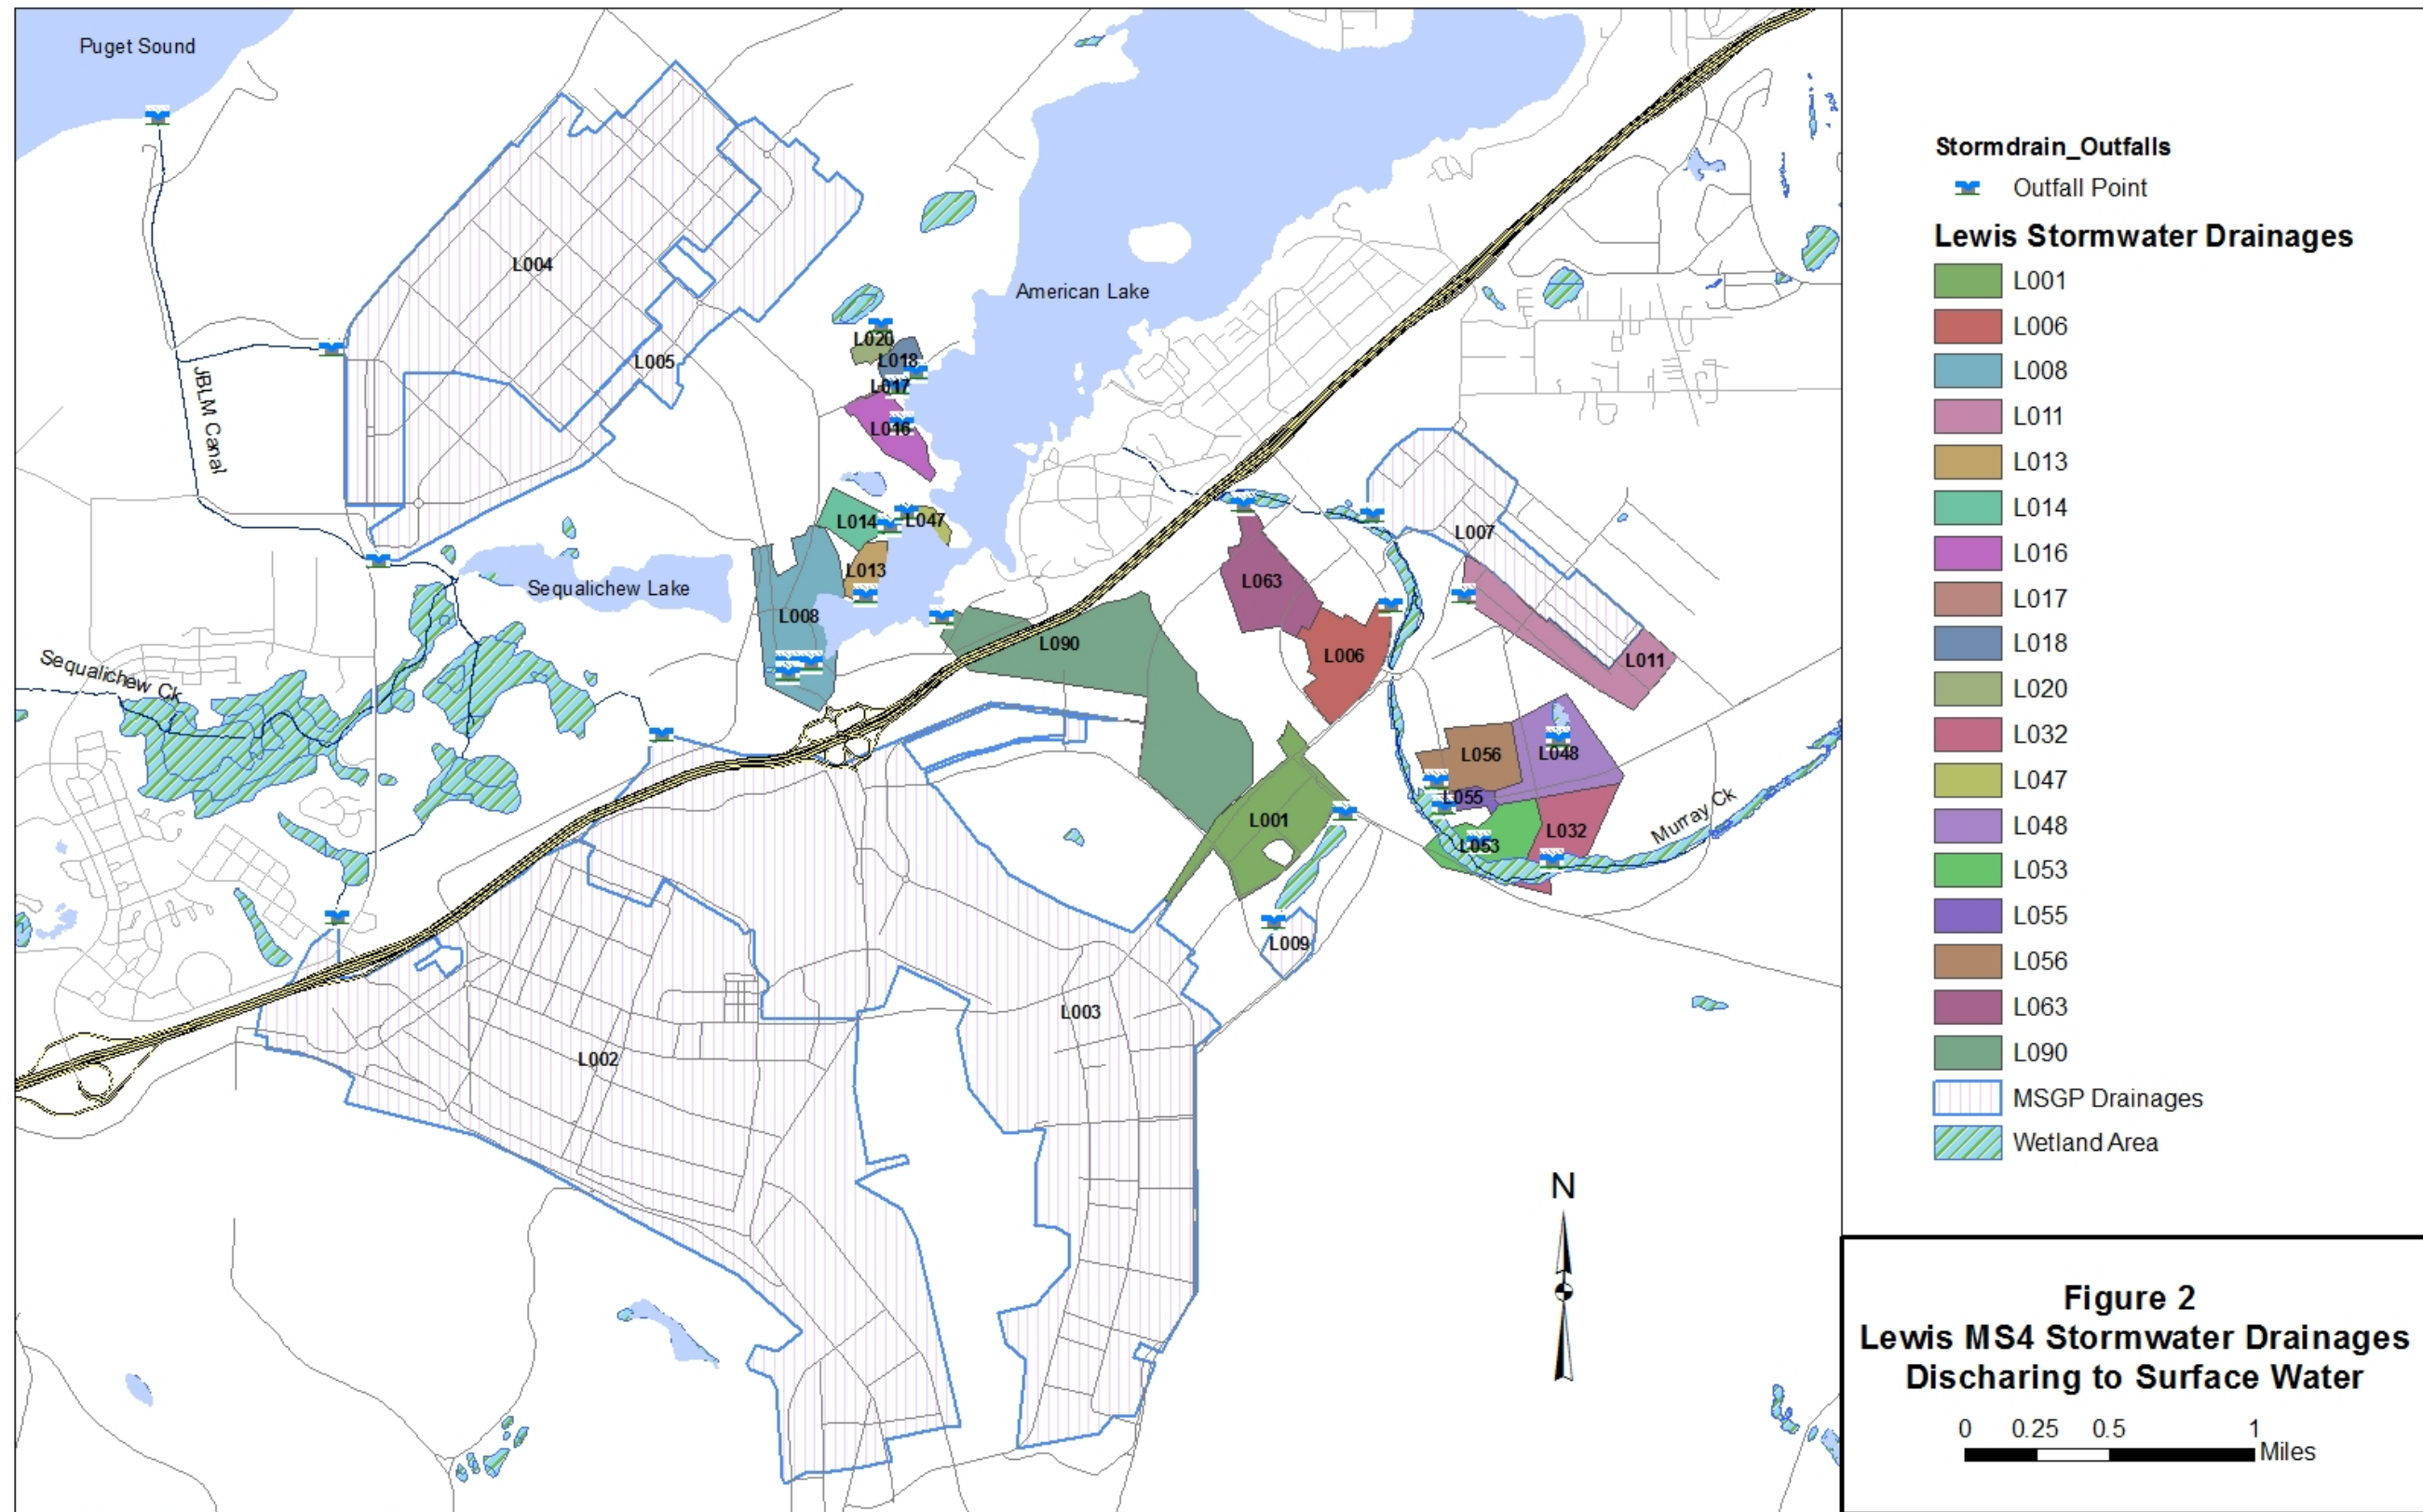 Puget Sound
L004
American Lake
L005
L020
L018
L017
L016
JBLM Canal
L014
L047
L007
L013
Sequalichew Lake
L063
L008
L090
L006
L011
Sequalichew Ck
L056
L048
L055
L001
L032
Murray Ck
L053
L009
L003
L002
N
Stormdrain_Outfalls
Outfall Point
Lewis Stormwater Drainages
L001
L006
L008
L011
L013
L014
L016
L017
L018
L020
L032
L047
L048
L053
L055
L056
L063
L090
MSGP Drainages
Wetland Area
Figure 2
Lewis MS4 Stormwater Drainages
Discharing to Surface Water
0 0.25 0.5 1
Miles